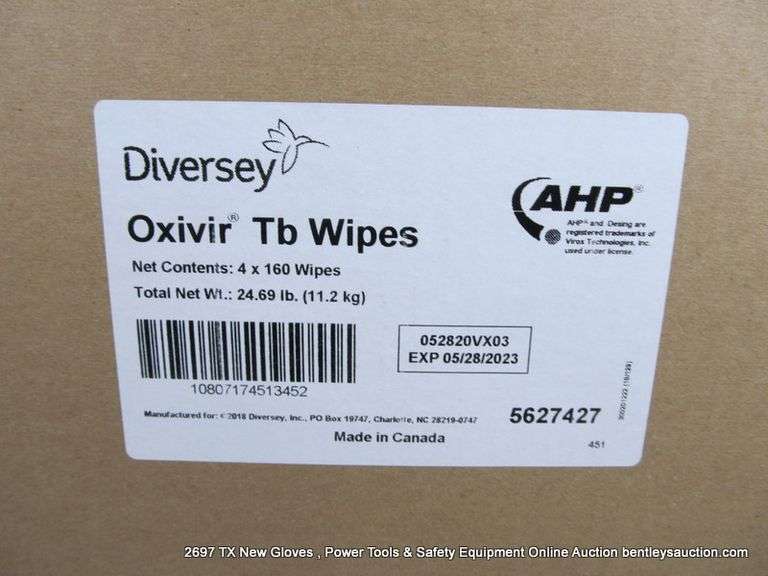 Diversey
Oxivir® Tb Wipes
Net Contents: 4 x 160 Wipes
Total Net Wt.: 24.69 lb. (11.2 kg)
AHP®
AHP® and Desing are
registered trademarks of
Virox Technologies, Inc.
used under license.
10807174513452
052820VX03
EXP 05/28/2023
Manufactured for: ©2018 Diversey, Inc., PO Box 19747, Charlotte, NC 28219-0747
Made in Canada
5627427
451
2697 TX New Gloves , Power Tools & Safety Equipment Online Auction bentleysauction.com